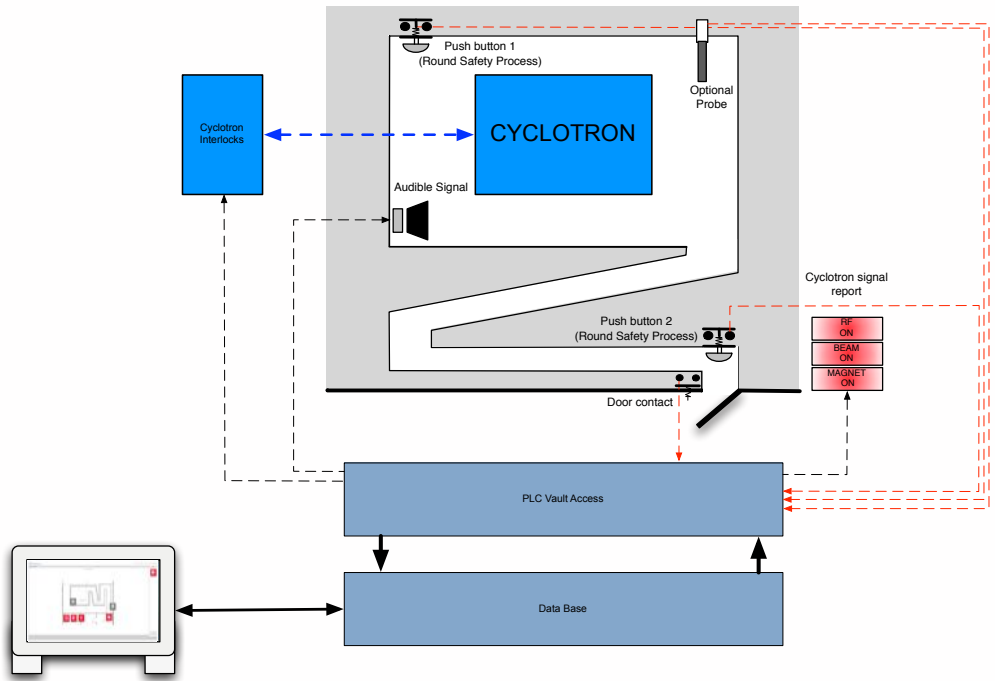 Push button 1
(Round Safety Process)
Optional
Probe
Cyclotron
Interlocks
CYCLOTRON
Audible Signal
Cyclotron signal
report
Push button 2
(Round Safety Process)
RF
ON
BEAM
ON
MAGNET
ON
Door contact
PLC Vault Access
Data Base